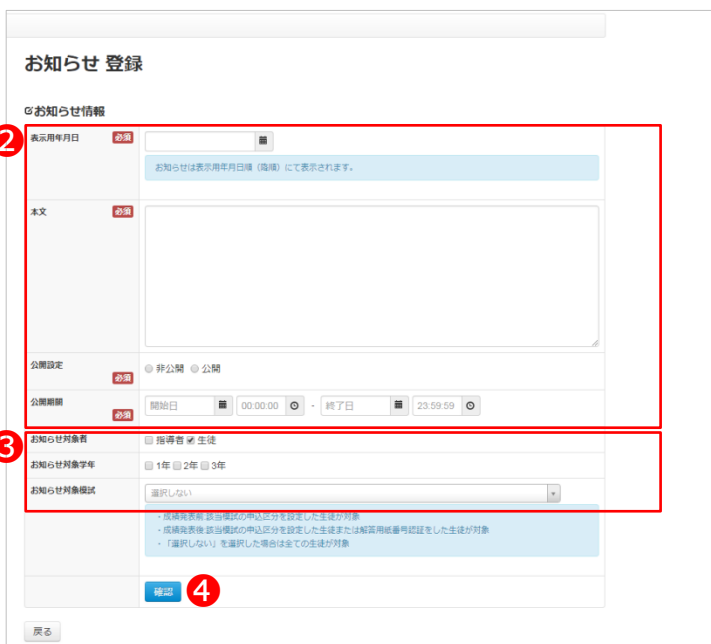 お知らせ 登録
お知らせ情報
2
表示用年月日 必須
お知らせは表示用年月日順（降順）にて表示されます。
本文 必須
公開設定 必須
非公開 公開
公開期間 必須
開始日 00:00:00 - 終了日 23:59:59
3
お知らせ対象者 指導者 生徒
お知らせ対象学年 1年 2年 3年
お知らせ対象模試 選択しない
・成績発表前:該当模試の申込区分を設定した生徒が対象
・成績発表後:該当模試の申込区分を設定した生徒または解答用紙番号認証をした生徒が対象
・「選択しない」を選択した場合は全ての生徒が対象
確認 4
戻る